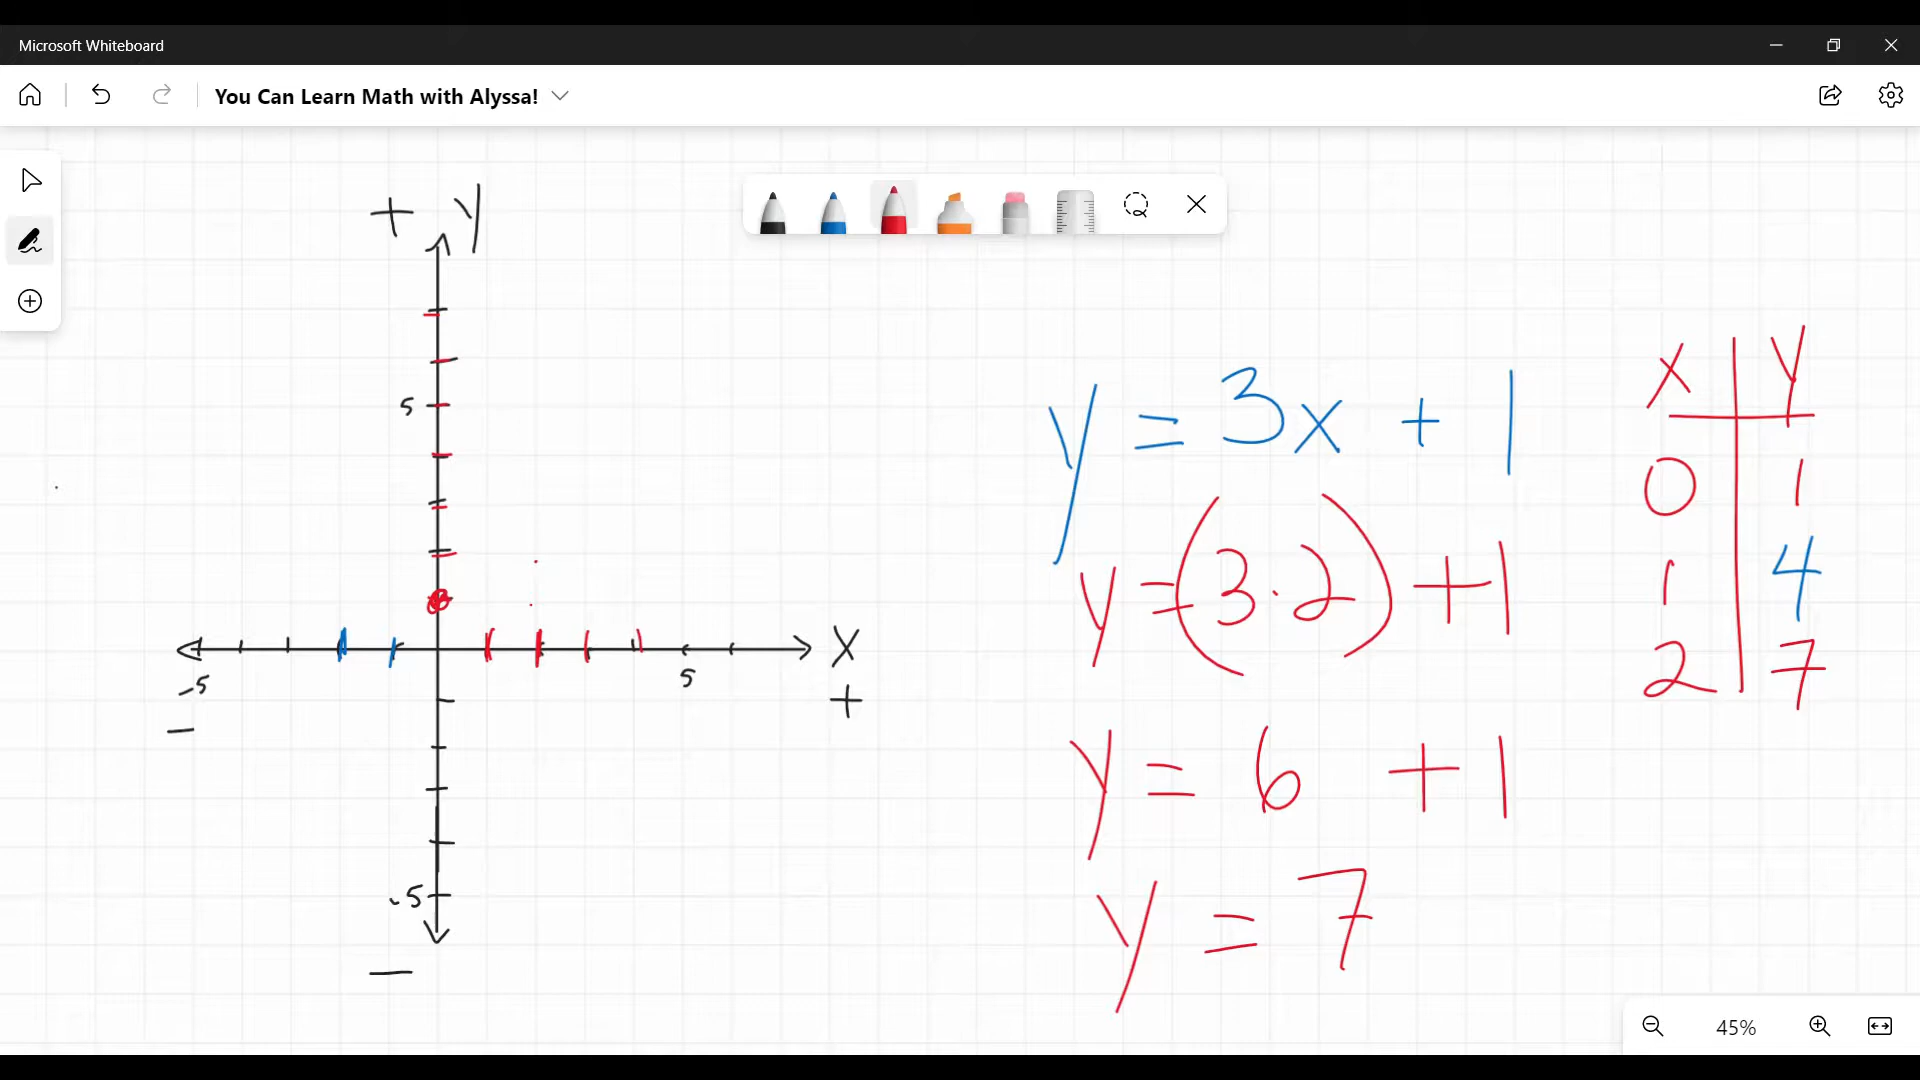 Microsoft Whiteboard
You Can Learn Math with Alyssa!
+ y
5
-5
5
x
+
-
-5
-
y = 3x + 1
y = (3·2) + 1
y = 6 + 1
y = 7
x y
0 1
1 4
2 7
45%